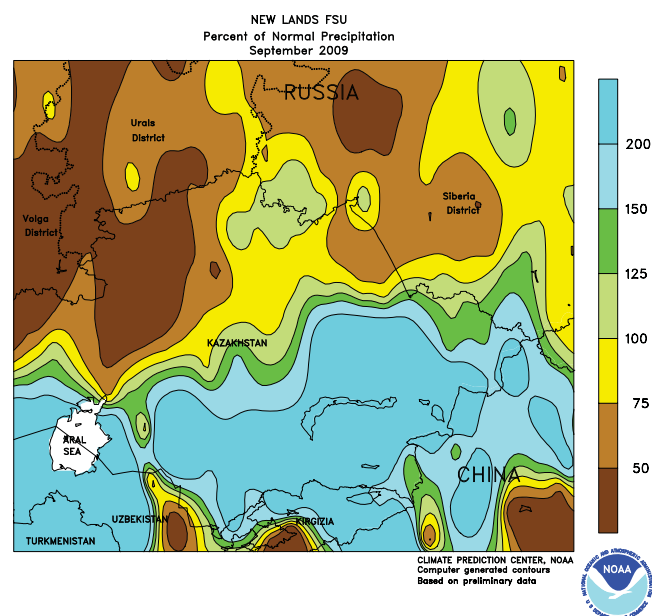 NEW LANDS FSU
Percent of Normal Precipitation
September 2009
RUSSIA
Urals
District
Siberia
District
Volga
District
KAZAKHSTAN
ARAL
SEA
CHINA
UZBEKISTAN
KIRGIZIA
TURKMENISTAN
200
150
125
100
75
50
CLIMATE PREDICTION CENTER, NOAA
Computer generated contours
Based on preliminary data
NOAA